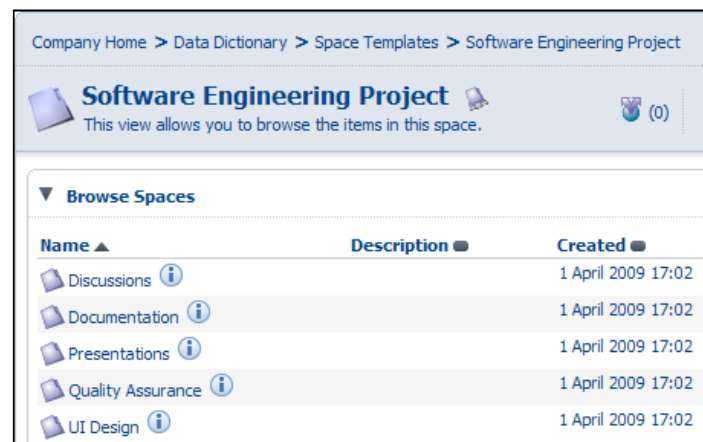 Company Home > Data Dictionary > Space Templates > Software Engineering Project
Software Engineering Project
This view allows you to browse the items in this space.
(0)
Browse Spaces
Name Description Created
Discussions 1 April 2009 17:02
Documentation 1 April 2009 17:02
Presentations 1 April 2009 17:02
Quality Assurance 1 April 2009 17:02
UI Design 1 April 2009 17:02